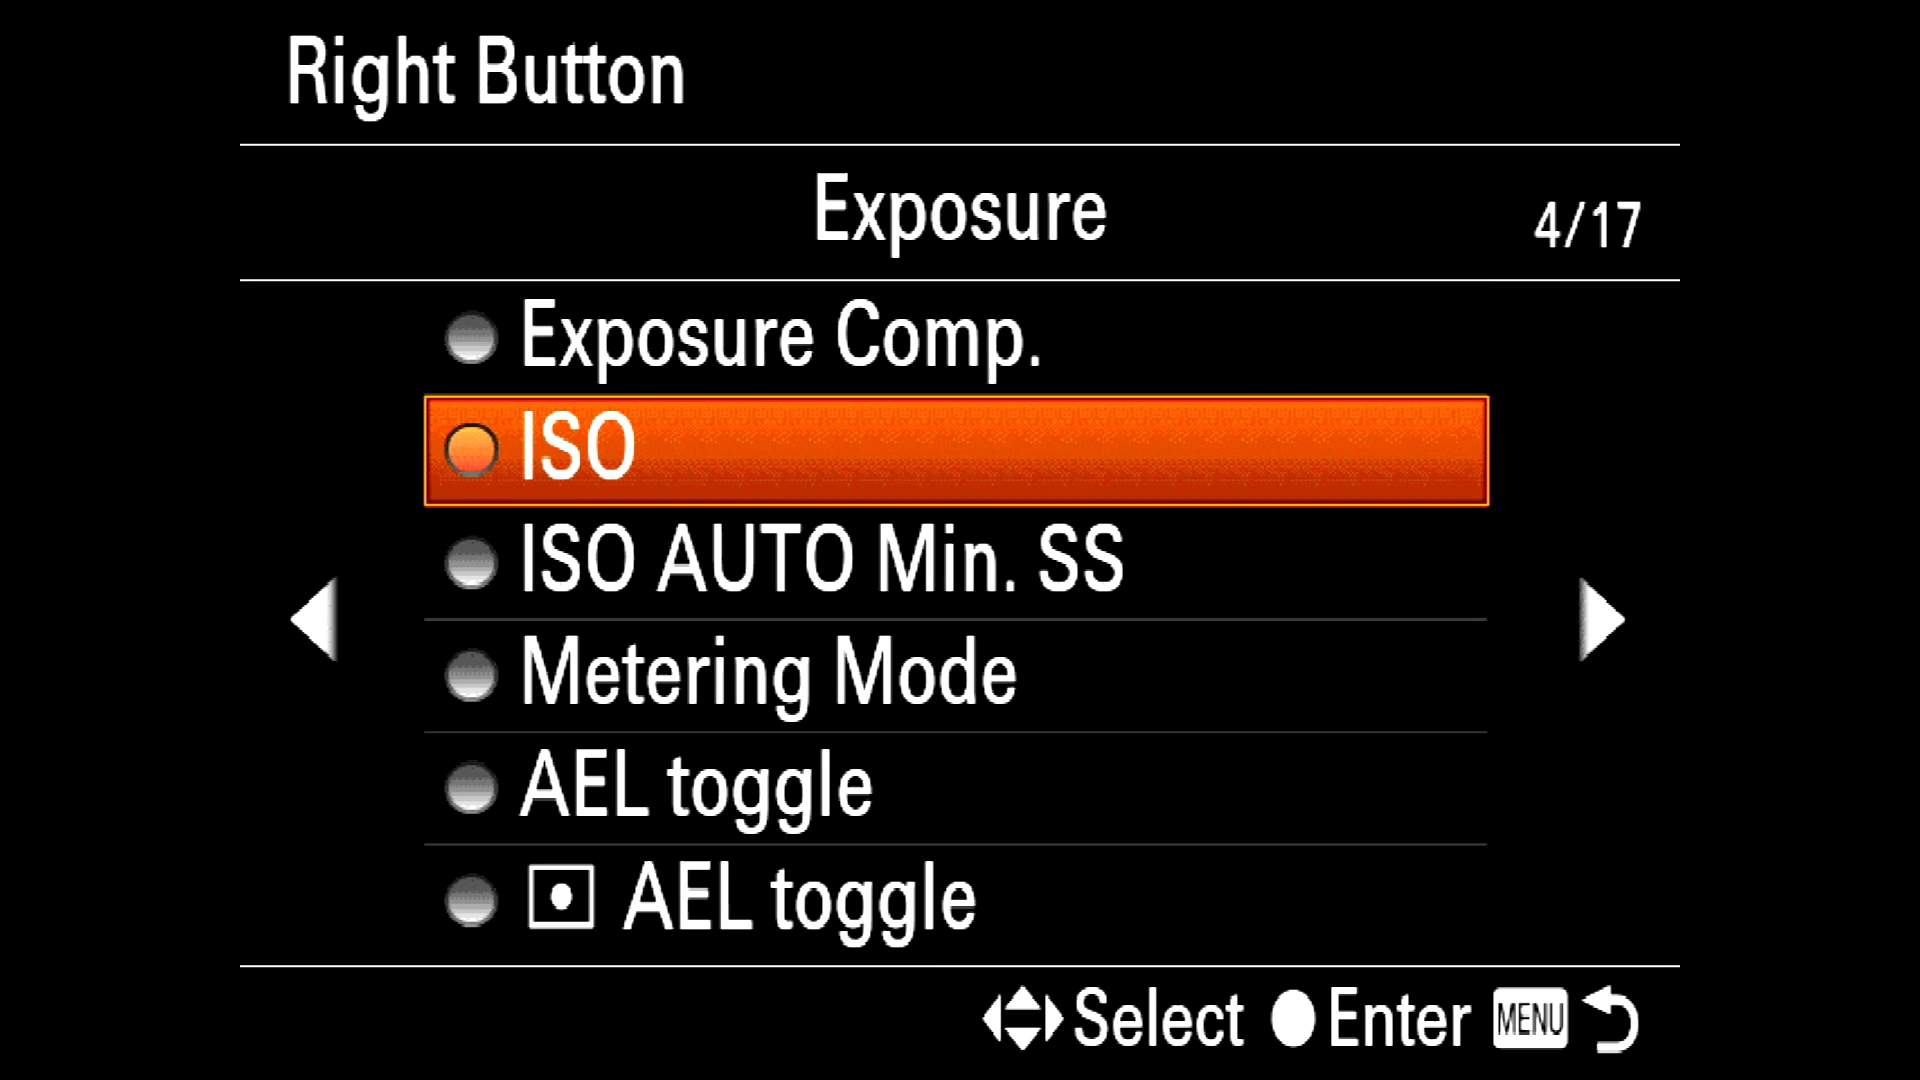 Right Button
Exposure 4/17
Exposure Comp.
ISO
ISO AUTO Min. SS
Metering Mode
AEL toggle
AEL toggle
Select Enter MENU